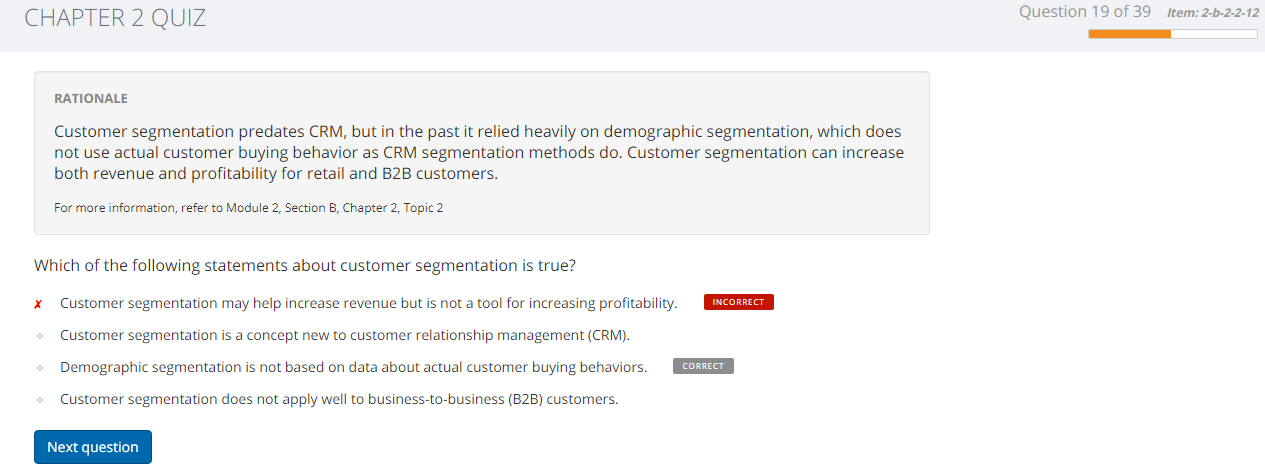 CHAPTER 2 QUIZ
Question 19 of 39 Item: 2-b-2-2-12
RATIONALE
Customer segmentation predates CRM, but in the past it relied heavily on demographic segmentation, which does
not use actual customer buying behavior as CRM segmentation methods do. Customer segmentation can increase
both revenue and profitability for retail and B2B customers.
For more information, refer to Module 2, Section B, Chapter 2, Topic 2
Which of the following statements about customer segmentation is true?
✗ Customer segmentation may help increase revenue but is not a tool for increasing profitability. INCORRECT
Customer segmentation is a concept new to customer relationship management (CRM).
Demographic segmentation is not based on data about actual customer buying behaviors. CORRECT
Customer segmentation does not apply well to business-to-business (B2B) customers.
Next question